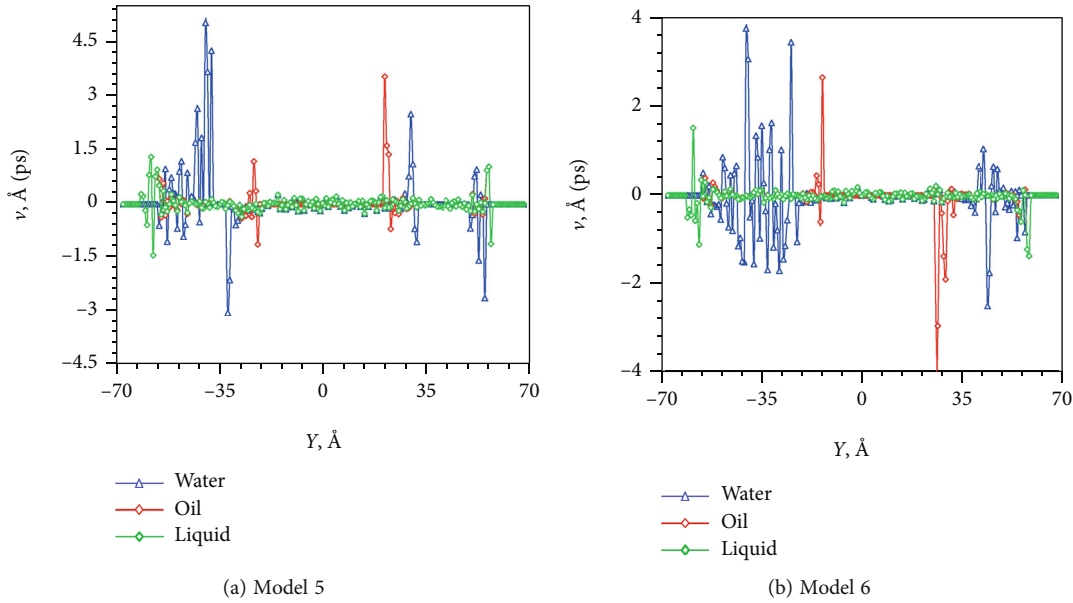 4.5
3
1.5
0
−1.5
−3
−4.5
v, Å (ps)
−70
−35
0
35
70
Y, Å
Water
Oil
Liquid
(a) Model 5
4
2
0
−2
−4
v, Å (ps)
−70
−35
0
35
70
Y, Å
Water
Oil
Liquid
(b) Model 6